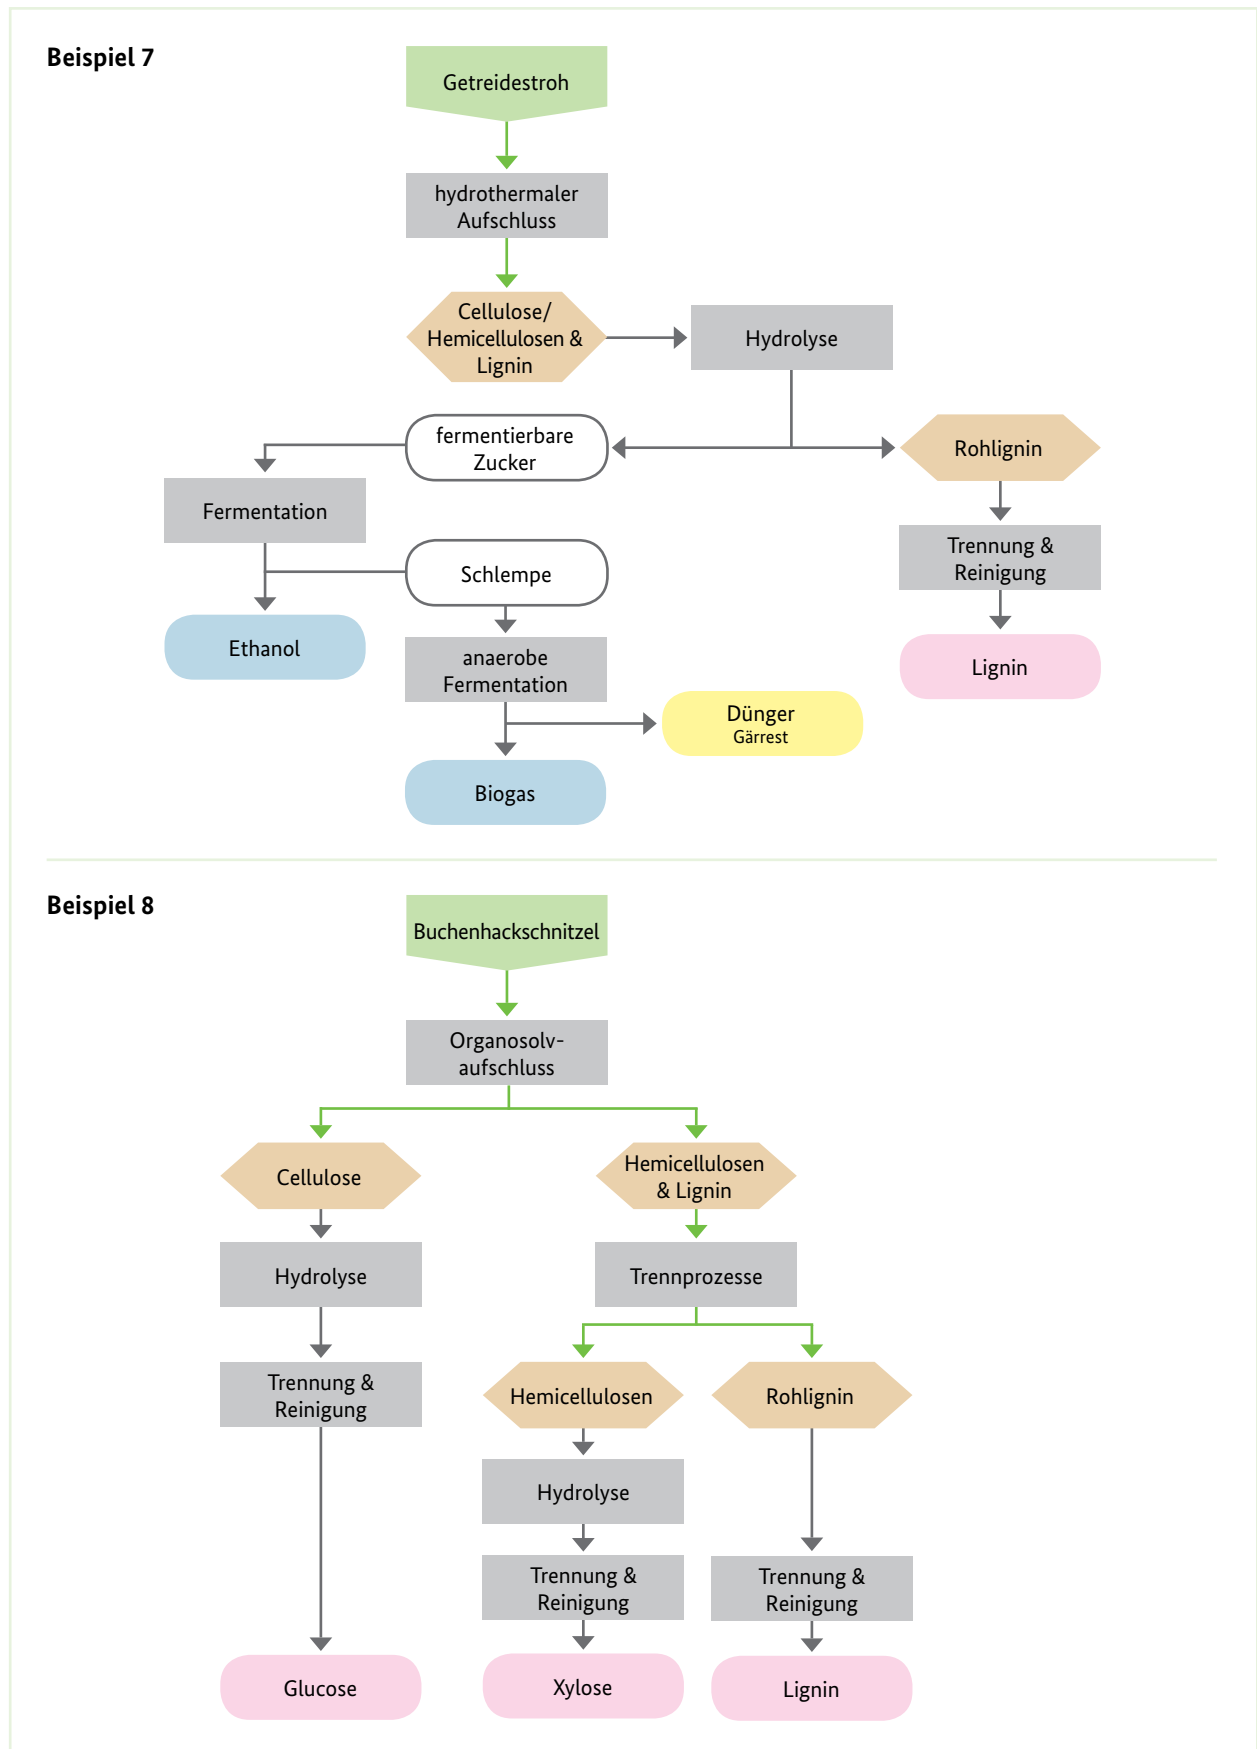 Beispiel 7
Getreidestroh
hydrothermaler
Aufschluss
Cellulose/
Hemicellulosen &
Lignin
Hydrolyse
fermentierbare
Zucker
Rohlignin
Fermentation
Trennung &
Reinigung
Schlempe
Ethanol
anaerobe
Fermentation
Lignin
Dünger
Gärrest
Biogas
Beispiel 8
Buchenhackschnitzel
Organosolv-
aufschluss
Cellulose
Hemicellulosen
& Lignin
Hydrolyse
Trennprozesse
Trennung &
Reinigung
Hemicellulosen
Rohlignin
Hydrolyse
Trennung &
Reinigung
Trennung &
Reinigung
Glucose
Xylose
Lignin